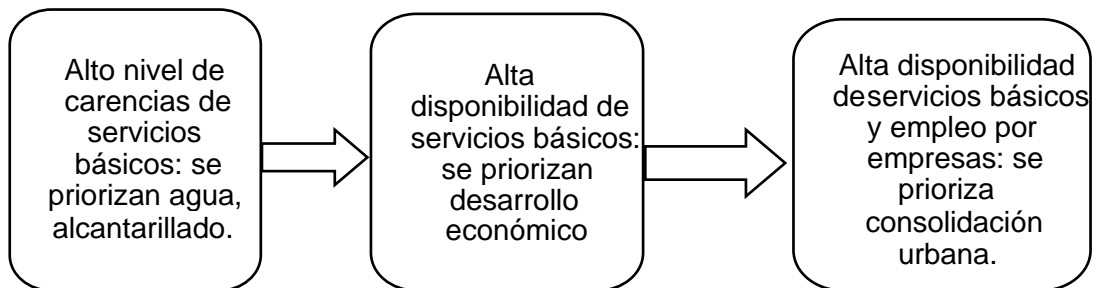 Alto nivel de
carencias de
servicios
básicos: se
priorizan agua,
alcantarillado.
Alta
disponibilidad de
servicios básicos:
se priorizan
desarrollo
económico
Alta disponibilidad
deservicios básicos
y empleo por
empresas: se
prioriza
consolidación
urbana.